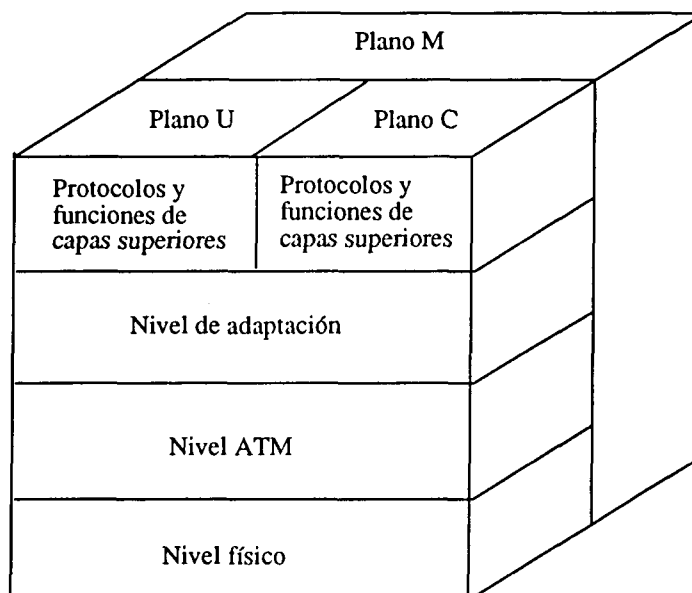 Plano M
Plano U
Plano C
Protocolos y
funciones de
capas superiores
Protocolos y
funciones de
capas superiores
Nivel de adaptación
Nivel ATM
Nivel físico